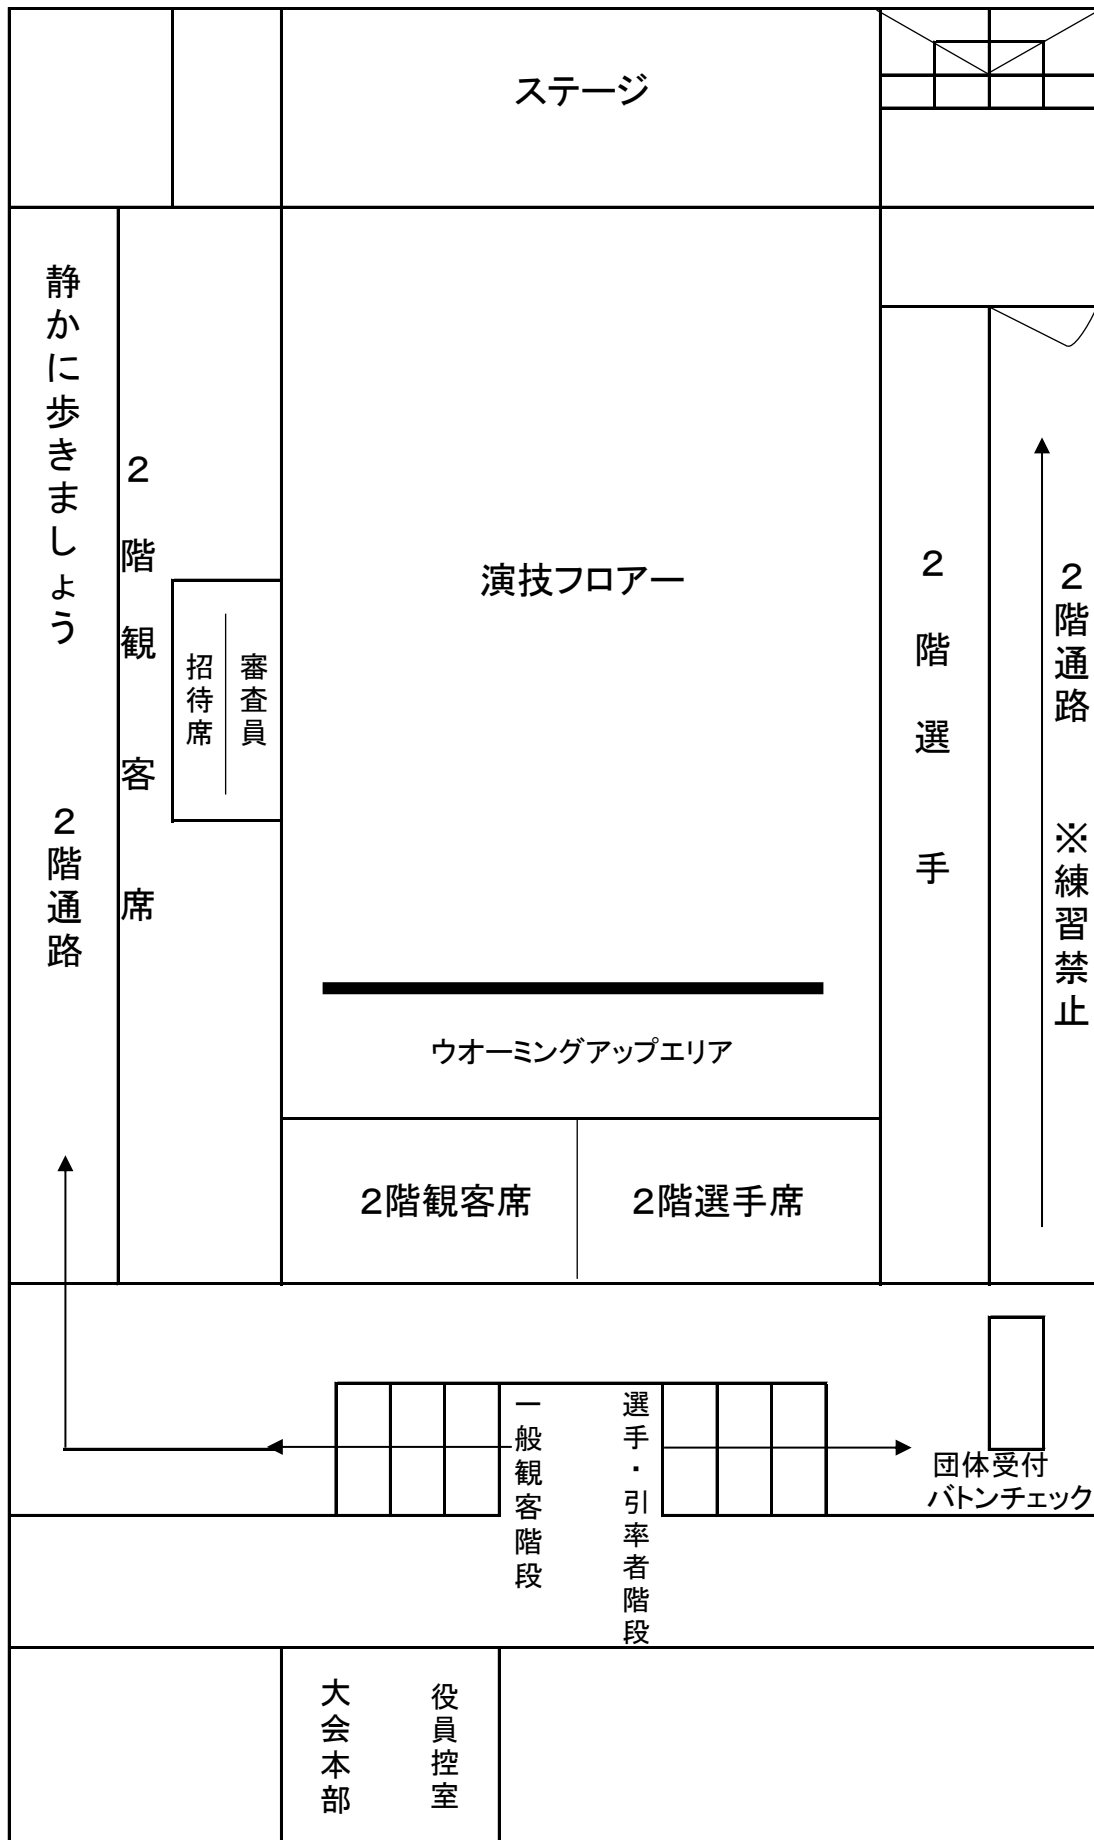 ステージ
静かに歩きましょう
2階通路
2階観客席
招待席
審査員
演技フロアー
2階選手
2階通路 ※練習禁止
ウオーミングアップエリア
2階観客席
2階選手席
一般観客階段
選手・引率者階段
団体受付
バトンチェック
大会本部
役員控室